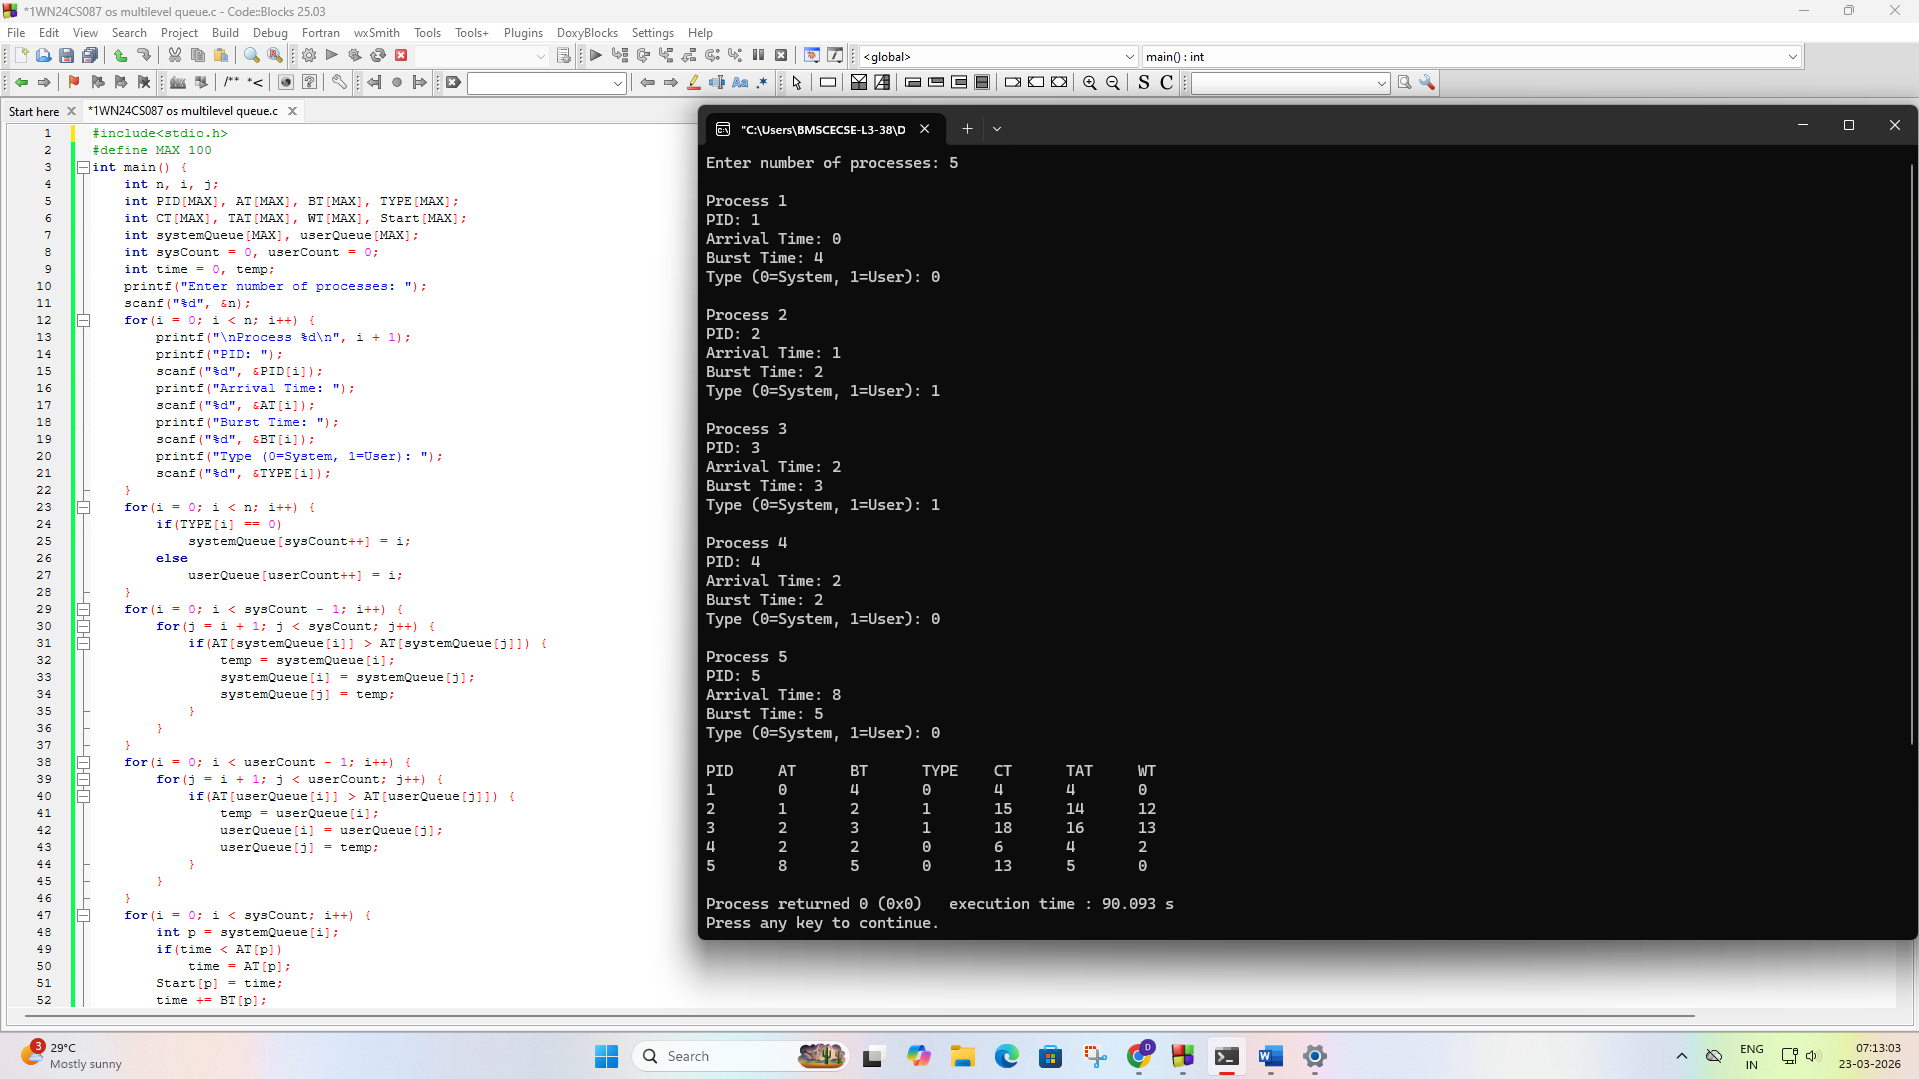 *1WN24CS087 os multilevel queue.c - Code::Blocks 25.03
File Edit View Search Project Build Debug Fortran wxSmith Tools Tools+ Plugins DoxyBlocks Settings Help
<global> main() : int
/** *< Aa .* S C
Start here *1WN24CS087 os multilevel queue.c
1 #include<stdio.h>
2 #define MAX 100
3 int main() {
4 int n, i, j;
5 int PID[MAX], AT[MAX], BT[MAX], TYPE[MAX];
6 int CT[MAX], TAT[MAX], WT[MAX], Start[MAX];
7 int systemQueue[MAX], userQueue[MAX];
8 int sysCount = 0, userCount = 0;
9 int time = 0, temp;
10 printf("Enter number of processes: ");
11 scanf("%d", &n);
12 for(i = 0; i < n; i++) {
13 printf("\nProcess %d\n", i + 1);
14 printf("PID: ");
15 scanf("%d", &PID[i]);
16 printf("Arrival Time: ");
17 scanf("%d", &AT[i]);
18 printf("Burst Time: ");
19 scanf("%d", &BT[i]);
20 printf("Type (0=System, 1=User): ");
21 scanf("%d", &TYPE[i]);
22 }
23 for(i = 0; i < n; i++) {
24 if(TYPE[i] == 0)
25 systemQueue[sysCount++] = i;
26 else
27 userQueue[userCount++] = i;
28 }
29 for(i = 0; i < sysCount - 1; i++) {
30 for(j = i + 1; j < sysCount; j++) {
31 if(AT[systemQueue[i]] > AT[systemQueue[j]]) {
32 temp = systemQueue[i];
33 systemQueue[i] = systemQueue[j];
34 systemQueue[j] = temp;
35 }
36 }
37 }
38 for(i = 0; i < userCount - 1; i++) {
39 for(j = i + 1; j < userCount; j++) {
40 if(AT[userQueue[i]] > AT[userQueue[j]]) {
41 temp = userQueue[i];
42 userQueue[i] = userQueue[j];
43 userQueue[j] = temp;
44 }
45 }
46 }
47 for(i = 0; i < sysCount; i++) {
48 int p = systemQueue[i];
49 if(time < AT[p])
50 time = AT[p];
51 Start[p] = time;
52 time += BT[p];
"C:\Users\BMSCECSE-L3-38\D
Enter number of processes: 5
Process 1
PID: 1
Arrival Time: 0
Burst Time: 4
Type (0=System, 1=User): 0
Process 2
PID: 2
Arrival Time: 1
Burst Time: 2
Type (0=System, 1=User): 1
Process 3
PID: 3
Arrival Time: 2
Burst Time: 3
Type (0=System, 1=User): 1
Process 4
PID: 4
Arrival Time: 2
Burst Time: 2
Type (0=System, 1=User): 0
Process 5
PID: 5
Arrival Time: 8
Burst Time: 5
Type (0=System, 1=User): 0
PID AT BT TYPE CT TAT WT
1 0 4 0 4 4 0
2 1 2 1 15 14 12
3 2 3 1 18 16 13
4 2 2 0 6 4 2
5 8 5 0 13 5 0
Process returned 0 (0x0) execution time : 90.093 s
Press any key to continue.
3
29°C
Mostly sunny
Search
D
ENG
IN
07:13:03
23-03-2026